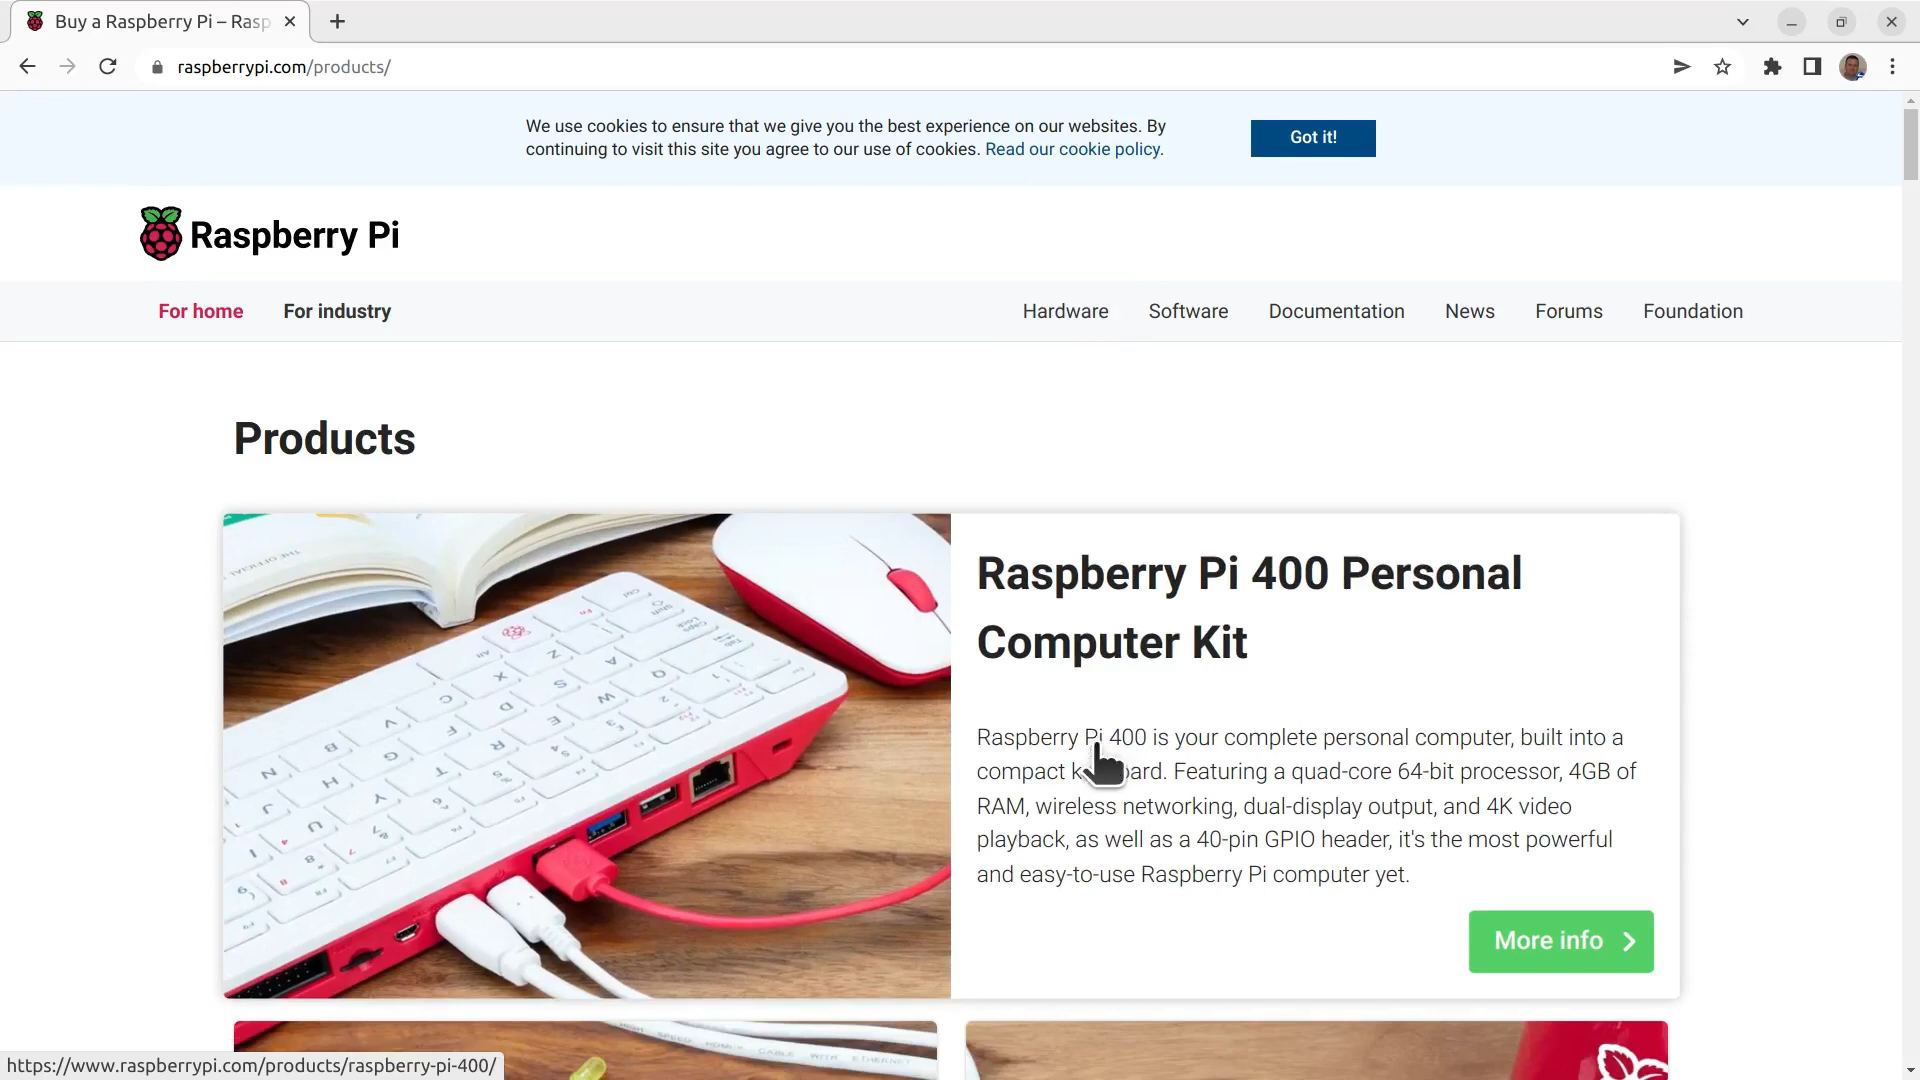 Buy a Raspberry Pi – Rasp
raspberrypi.com/products/
We use cookies to ensure that we give you the best experience on our websites. By
continuing to visit this site you agree to our use of cookies. Read our cookie policy.
Got it!
Raspberry Pi
For home
For industry
Hardware
Software
Documentation
News
Forums
Foundation
Products
Raspberry Pi 400 Personal
Computer Kit
Raspberry Pi 400 is your complete personal computer, built into a
compact keyboard. Featuring a quad-core 64-bit processor, 4GB of
RAM, wireless networking, dual-display output, and 4K video
playback, as well as a 40-pin GPIO header, it's the most powerful
and easy-to-use Raspberry Pi computer yet.
More info
https://www.raspberrypi.com/products/raspberry-pi-400/